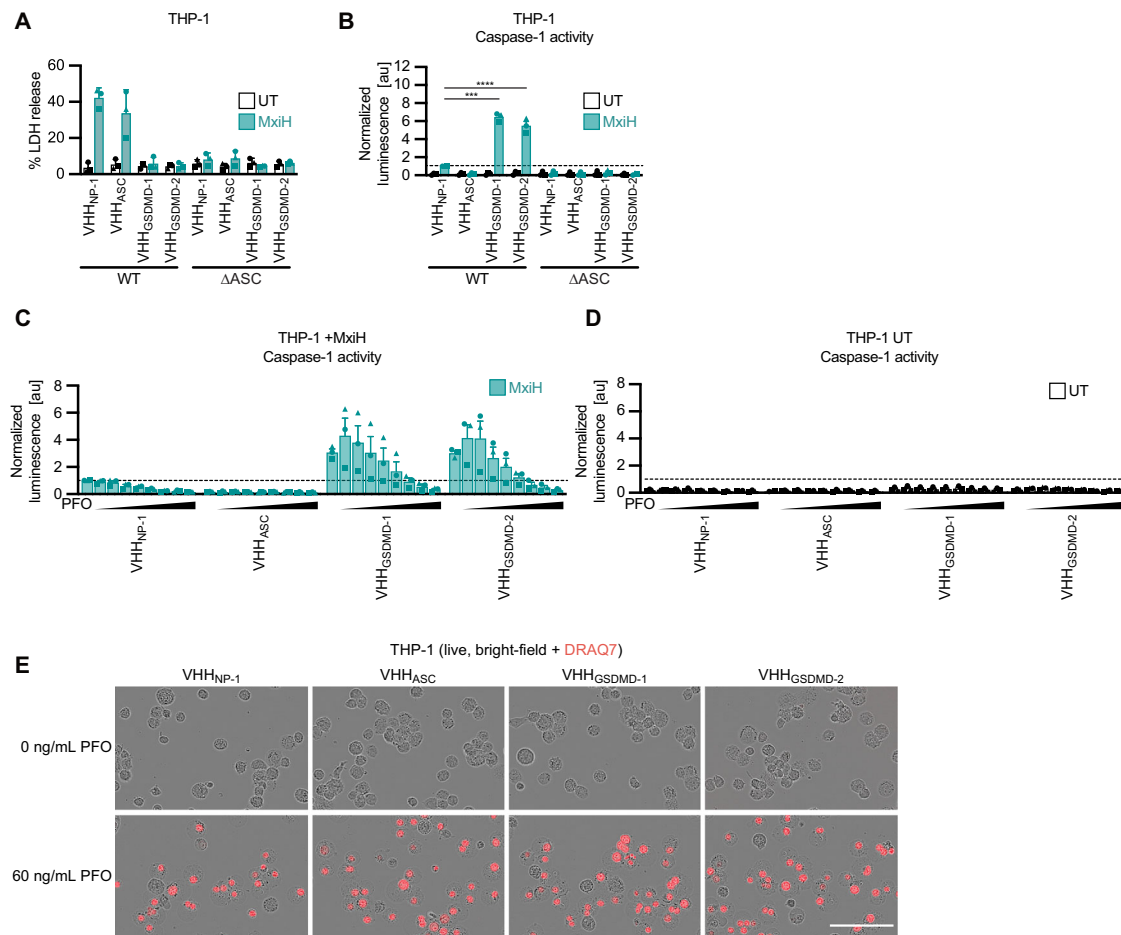 A
THP-1
% LDH release
60
40
20
0
UT
MxiH
VHHNP-1
VHHASC
VHHGSDMD-1
VHHGSDMD-2
VHHNP-1
VHHASC
VHHGSDMD-1
VHHGSDMD-2
WT
ΔASC
B
THP-1
Caspase-1 activity
Normalized
luminescence [au]
12
10
8
6
4
2
0
****
***
UT
MxiH
VHHNP-1
VHHASC
VHHGSDMD-1
VHHGSDMD-2
VHHNP-1
VHHASC
VHHGSDMD-1
VHHGSDMD-2
WT
ΔASC
C
THP-1 +MxiH
Caspase-1 activity
Normalized
luminescence [au]
8
6
4
2
0
MxiH
PFO
VHHNP-1
VHHASC
VHHGSDMD-1
VHHGSDMD-2
D
THP-1 UT
Caspase-1 activity
Normalized
luminescence [au]
8
6
4
2
0
UT
PFO
VHHNP-1
VHHASC
VHHGSDMD-1
VHHGSDMD-2
E
THP-1 (live, bright-field + DRAQ7)
VHHNP-1
VHHASC
VHHGSDMD-1
VHHGSDMD-2
0 ng/mL PFO
60 ng/mL PFO